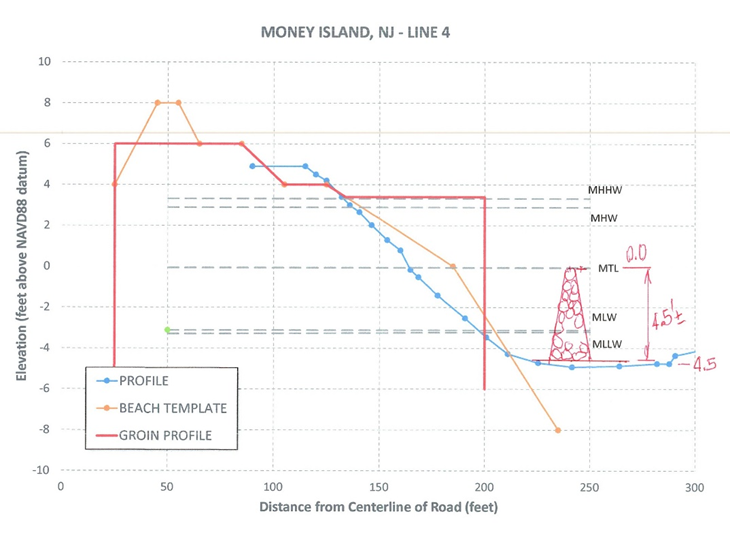 MONEY ISLAND, NJ - LINE 4
10
8
6
4
2
0
-2
-4
-6
-8
-10
Elevation (feet above NAVD88 datum)
MHHW
MHW
0.0
MTL
4.5'±
MLW
MLLW
-4.5
PROFILE
BEACH TEMPLATE
GROIN PROFILE
0
50
100
150
200
250
300
Distance from Centerline of Road (feet)